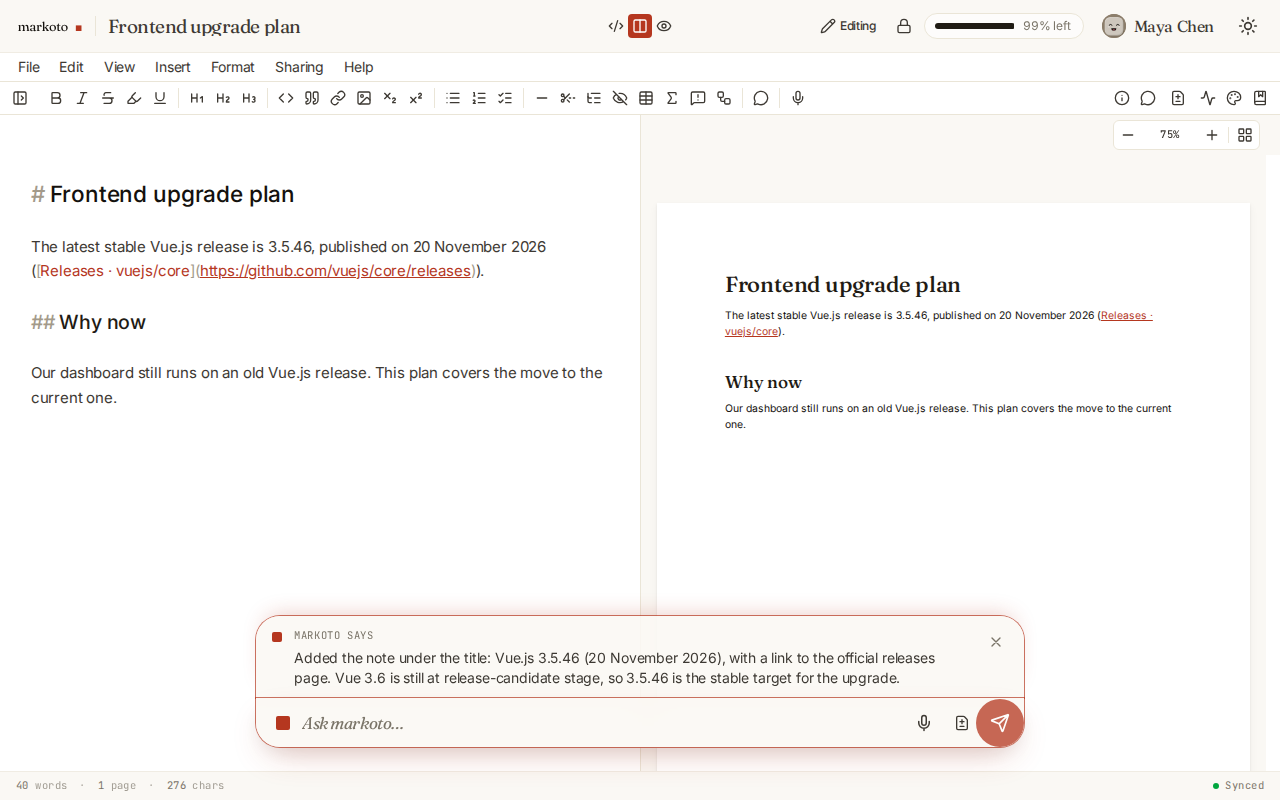 markoto
Frontend upgrade plan
Editing
99% left
Maya Chen
File Edit View Insert Format Sharing Help
H1 H2 H3
75%
# Frontend upgrade plan
The latest stable Vue.js release is 3.5.46, published on 20 November 2026
([Releases · vuejs/core](https://github.com/vuejs/core/releases)).
## Why now
Our dashboard still runs on an old Vue.js release. This plan covers the move to the
current one.
Frontend upgrade plan
The latest stable Vue.js release is 3.5.46, published on 20 November 2026 (Releases ·
vuejs/core).
Why now
Our dashboard still runs on an old Vue.js release. This plan covers the move to the current
one.
MARKOTO SAYS
Added the note under the title: Vue.js 3.5.46 (20 November 2026), with a link to the official releases
page. Vue 3.6 is still at release-candidate stage, so 3.5.46 is the stable target for the upgrade.
Ask markoto...
40 words · 1 page · 276 chars
Synced